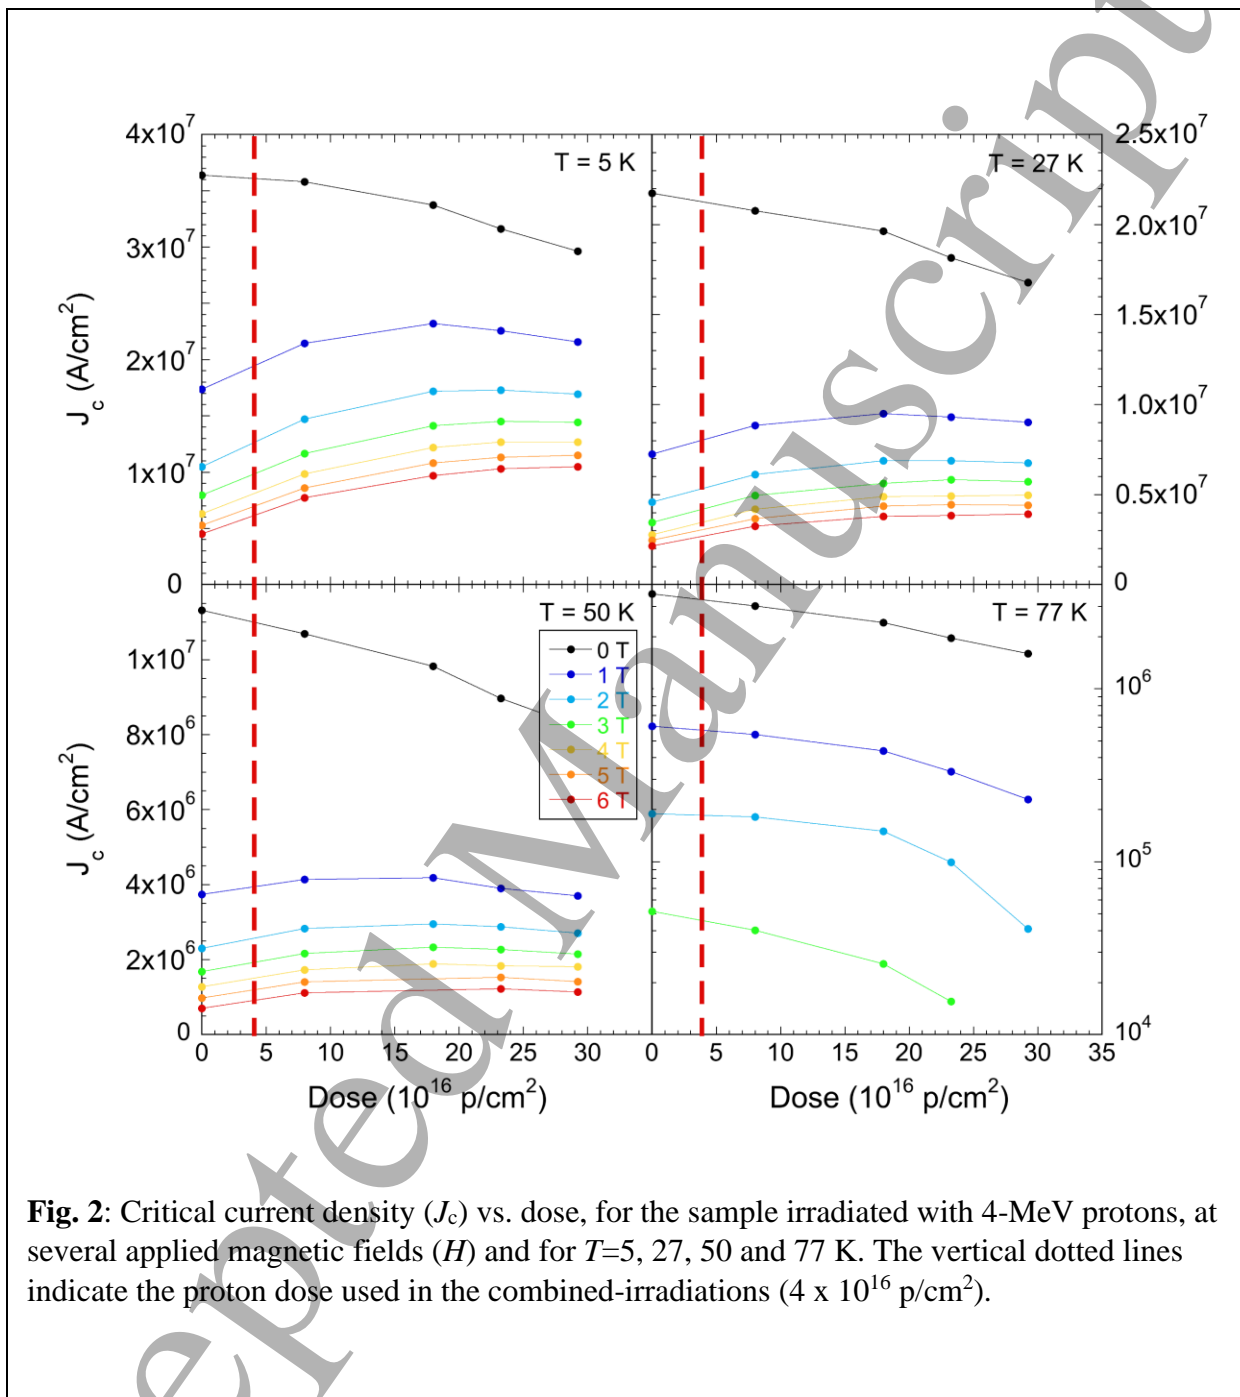 4x10⁷
3x10⁷
2x10⁷
1x10⁷
0
J_c (A/cm²)
T = 5 K
T = 27 K
2.5x10⁷
2.0x10⁷
1.5x10⁷
1.0x10⁷
0.5x10⁷
0
T = 50 K
0 T
1 T
2 T
3 T
4 T
5 T
6 T
1x10⁷
8x10⁶
6x10⁶
4x10⁶
2x10⁶
0
J_c (A/cm²)
T = 77 K
10⁶
10⁵
10⁴
0 5 10 15 20 25 30
0 5 10 15 20 25 30 35
Dose (10¹⁶ p/cm²)
Dose (10¹⁶ p/cm²)
Fig. 2: Critical current density (Jc) vs. dose, for the sample irradiated with 4-MeV protons, at
several applied magnetic fields (H) and for T=5, 27, 50 and 77 K. The vertical dotted lines
indicate the proton dose used in the combined-irradiations (4 x 10¹⁶ p/cm²).
epted Manuscript